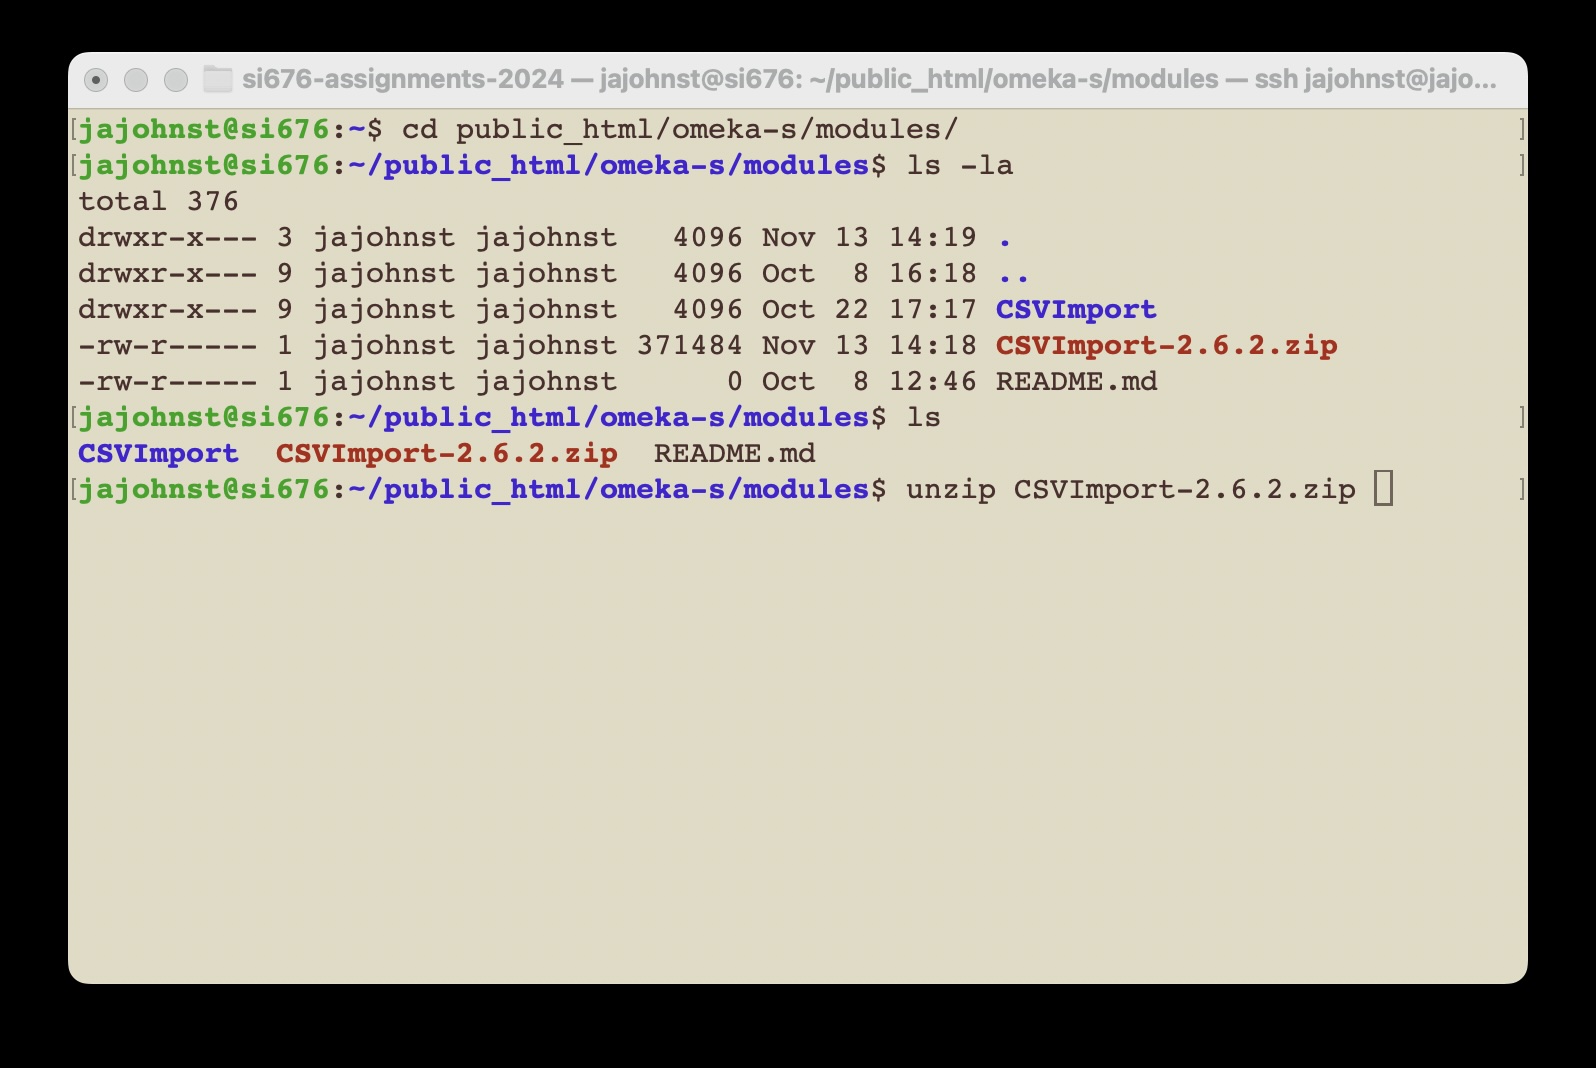 si676-assignments-2024 — jajohnst@si676: ~/public_html/omeka-s/modules — ssh jajohnst@jajo...
[jajohnst@si676:~$ cd public_html/omeka-s/modules/ ]
[jajohnst@si676:~/public_html/omeka-s/modules$ ls -la ]
total 376
drwxr-x--- 3 jajohnst jajohnst   4096 Nov 13 14:19 .
drwxr-x--- 9 jajohnst jajohnst   4096 Oct  8 16:18 ..
drwxr-x--- 9 jajohnst jajohnst   4096 Oct 22 17:17 CSVImport
-rw-r----- 1 jajohnst jajohnst 371484 Nov 13 14:18 CSVImport-2.6.2.zip
-rw-r----- 1 jajohnst jajohnst      0 Oct  8 12:46 README.md
[jajohnst@si676:~/public_html/omeka-s/modules$ ls ]
CSVImport  CSVImport-2.6.2.zip  README.md
[jajohnst@si676:~/public_html/omeka-s/modules$ unzip CSVImport-2.6.2.zip ]